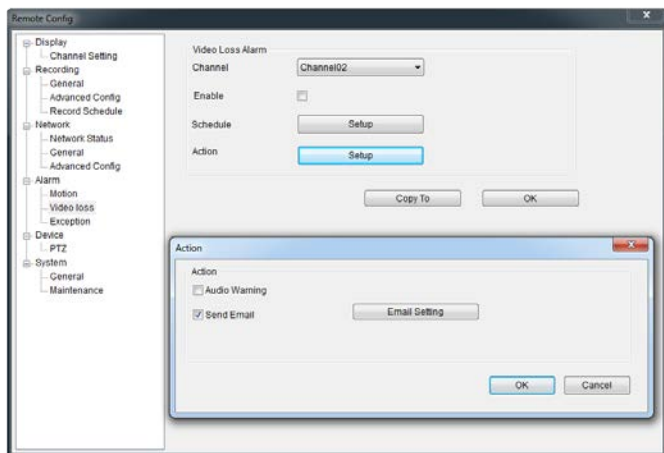 Remote Config
x
Display
Channel Setting
Recording
General
Advanced Config
Record Schedule
Network
Network Status
General
Advanced Config
Alarm
Motion
Video loss
Exception
Device
PTZ
System
General
Maintenance
Video Loss Alarm
Channel
Channel02
Enable
Schedule
Setup
Action
Setup
Copy To
OK
Action
x
Action
Audio Warning
Send Email
Email Setting
OK
Cancel